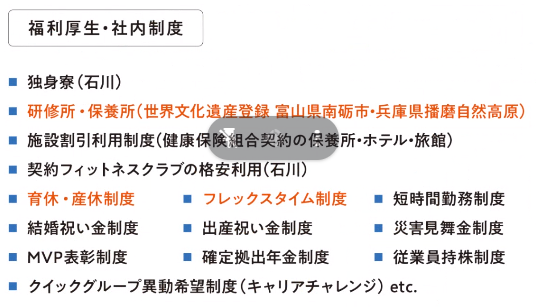 福利厚生・社内制度
■ 独身寮（石川）
■ 研修所・保養所（世界文化遺産登録 富山県南砺市・兵庫県播磨自然高原）
■ 施設割引利用制度（健康保険組合契約の保養所・ホテル・旅館）
■ 契約フィットネスクラブの格安利用（石川）
■ 育休・産休制度 ■ フレックスタイム制度 ■ 短時間勤務制度
■ 結婚祝い金制度 ■ 出産祝い金制度 ■ 災害見舞金制度
■ MVP表彰制度 ■ 確定拠出年金制度 ■ 従業員持株制度
■ クイックグループ異動希望制度（キャリアチャレンジ） etc.